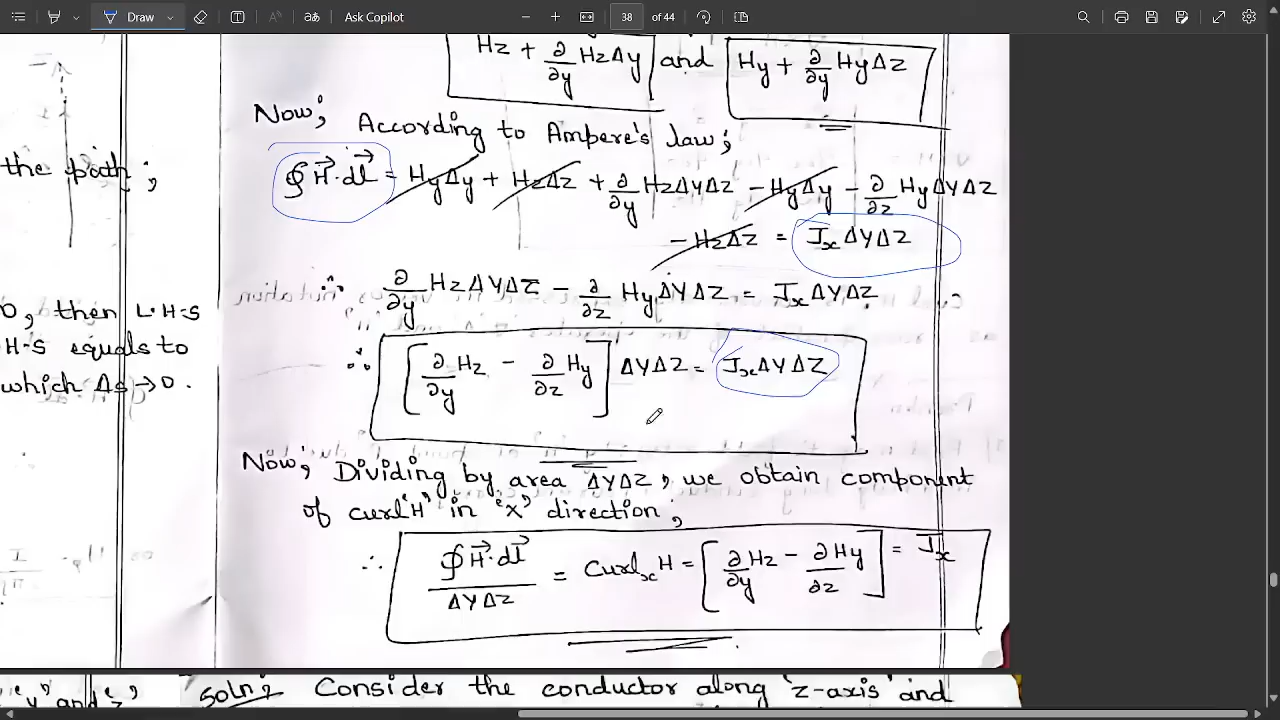 Draw
Ask Copilot
38 of 44
Hz + ∂/∂y HzΔy and Hy + ∂/∂y HyΔz
Now; According to Ampere's law;
the path;
∮ H⃗·dl⃗ = HyΔy + HzΔz + ∂/∂y HzΔyΔz - HyΔy - ∂/∂z HyΔyΔz
- HzΔz = JxΔyΔz
∴ ∂/∂y HzΔyΔz - ∂/∂z HyΔyΔz = JxΔyΔz
0, then L.H.S
H.S equals to
which Δs → 0.
∴ [∂/∂y Hz - ∂/∂z Hy] ΔyΔz = JxΔyΔz
Now; Dividing by area ΔyΔz, we obtain component
of curl "H" in "x" direction;
∴ ∮ H⃗·dl⃗ / ΔyΔz = CurlxH = [∂/∂y Hz - ∂Hy/∂z] = Jx
"y" and "z"
Soln: Consider the conductor along 'z-axis' and